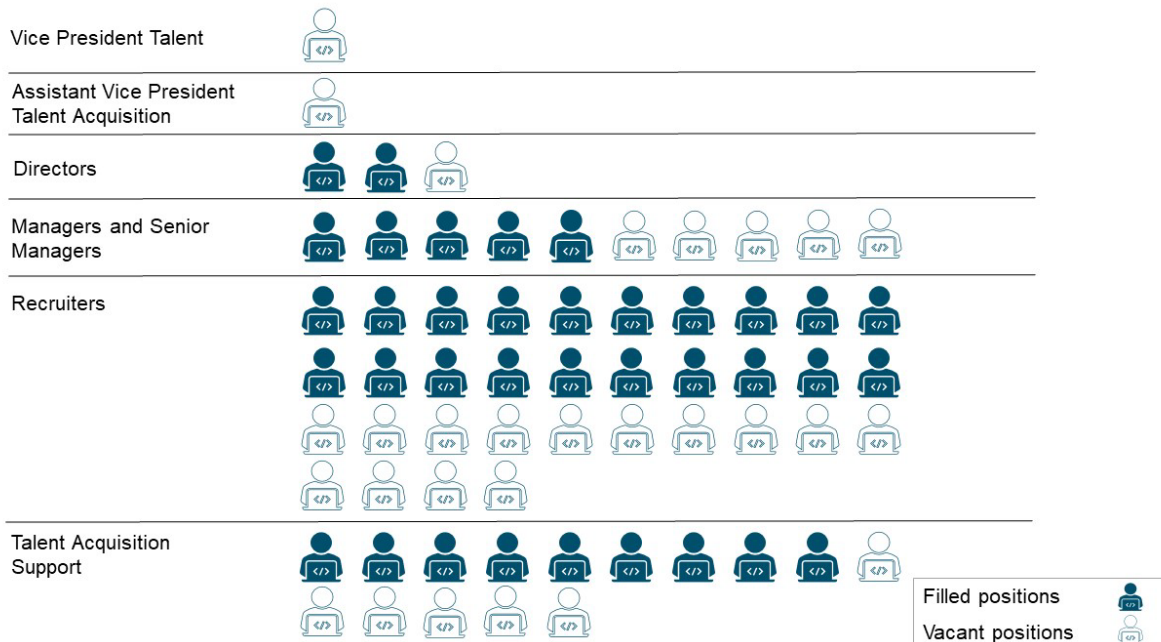 Vice President Talent
Assistant Vice President
Talent Acquisition
Directors
Managers and Senior
Managers
Recruiters
Talent Acquisition
Support
Filled positions
Vacant positions